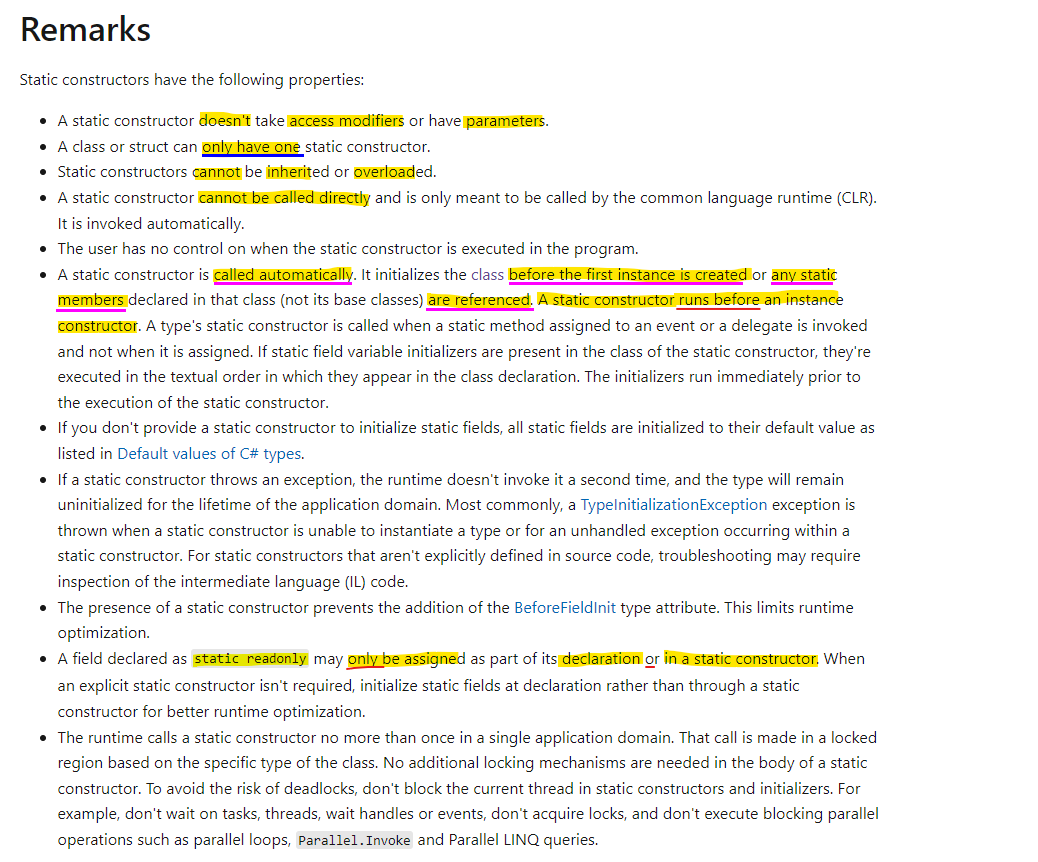 Remarks
Static constructors have the following properties:
• A static constructor doesn't take access modifiers or have parameters.
• A class or struct can only have one static constructor.
• Static constructors cannot be inherited or overloaded.
• A static constructor cannot be called directly and is only meant to be called by the common language runtime (CLR).
It is invoked automatically.
• The user has no control on when the static constructor is executed in the program.
• A static constructor is called automatically. It initializes the class before the first instance is created or any static
members declared in that class (not its base classes) are referenced. A static constructor runs before an instance
constructor. A type's static constructor is called when a static method assigned to an event or a delegate is invoked
and not when it is assigned. If static field variable initializers are present in the class of the static constructor, they're
executed in the textual order in which they appear in the class declaration. The initializers run immediately prior to
the execution of the static constructor.
• If you don't provide a static constructor to initialize static fields, all static fields are initialized to their default value as
listed in Default values of C# types.
• If a static constructor throws an exception, the runtime doesn't invoke it a second time, and the type will remain
uninitialized for the lifetime of the application domain. Most commonly, a TypeInitializationException exception is
thrown when a static constructor is unable to instantiate a type or for an unhandled exception occurring within a
static constructor. For static constructors that aren't explicitly defined in source code, troubleshooting may require
inspection of the intermediate language (IL) code.
• The presence of a static constructor prevents the addition of the BeforeFieldInit type attribute. This limits runtime
optimization.
• A field declared as static readonly may only be assigned as part of its declaration or in a static constructor. When
an explicit static constructor isn't required, initialize static fields at declaration rather than through a static
constructor for better runtime optimization.
• The runtime calls a static constructor no more than once in a single application domain. That call is made in a locked
region based on the specific type of the class. No additional locking mechanisms are needed in the body of a static
constructor. To avoid the risk of deadlocks, don't block the current thread in static constructors and initializers. For
example, don't wait on tasks, threads, wait handles or events, don't acquire locks, and don't execute blocking parallel
operations such as parallel loops, Parallel.Invoke and Parallel LINQ queries.